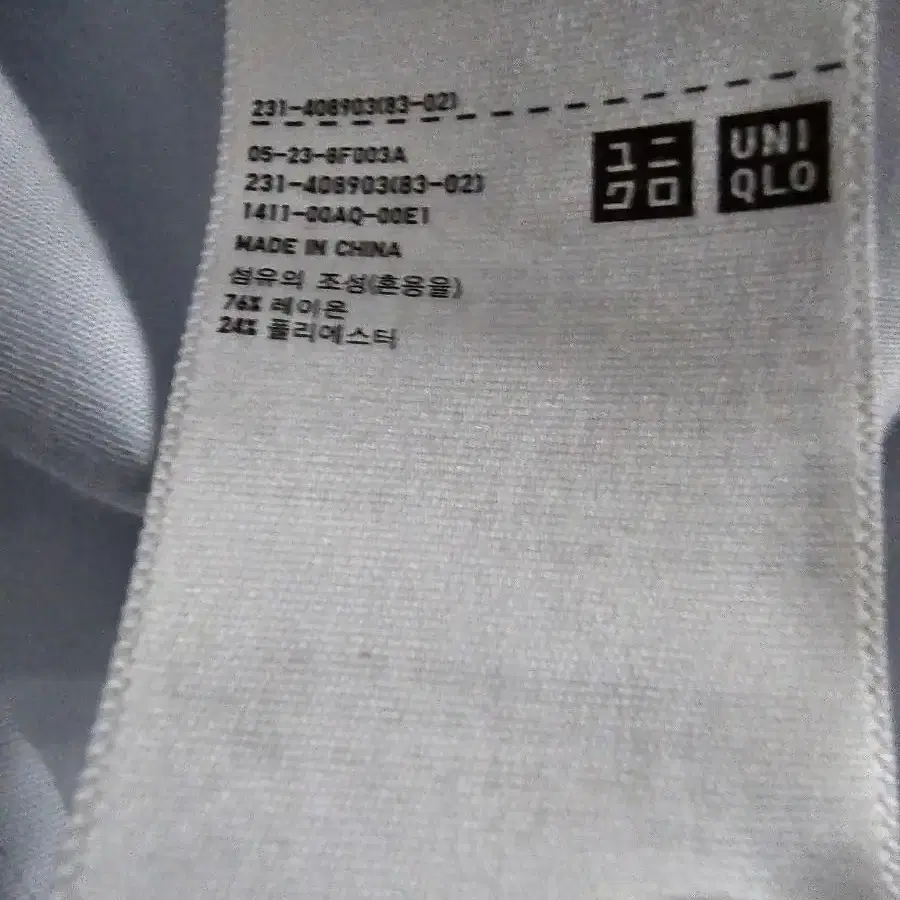 231-408903(83-02)
05-23-8F003A
231-408903(83-02)
1411-00AQ-00E1
MADE IN CHINA
섬유의 조성(혼용율)
76% 레이온
24% 폴리에스터
ユニ
クロ
UNI
QLO